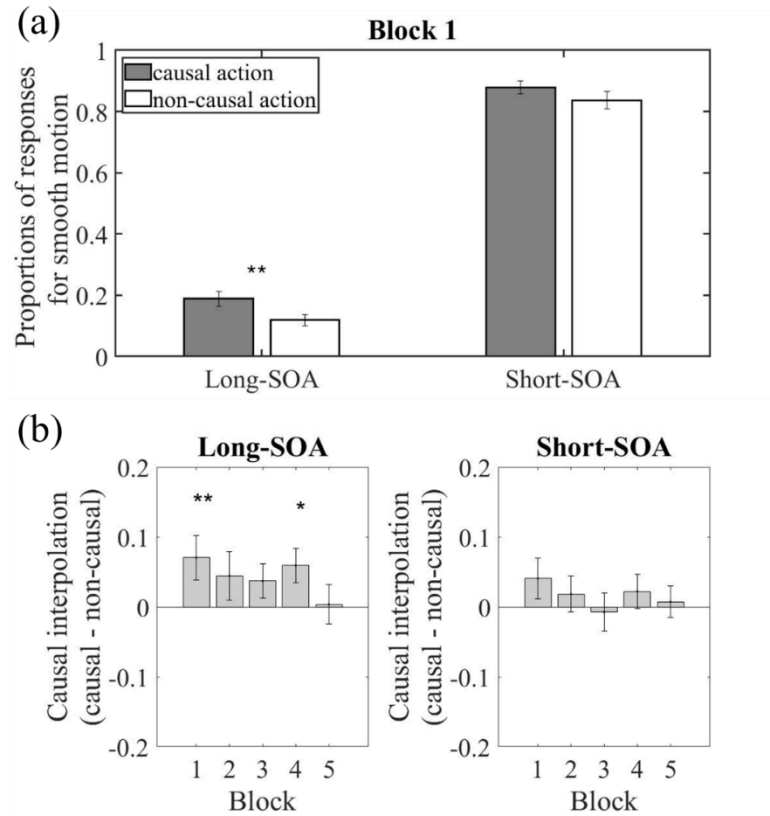 (a)
Block 1
causal action
non-causal action
Proportions of responses
for smooth motion
1
0.8
0.6
0.4
0.2
0
**
Long-SOA
Short-SOA
(b)
Long-SOA
Causal interpolation
(causal - non-causal)
0.2
0.1
0
-0.1
-0.2
**
*
1 2 3 4 5
Block
Short-SOA
Causal interpolation
(causal - non-causal)
0.2
0.1
0
-0.1
-0.2
1 2 3 4 5
Block